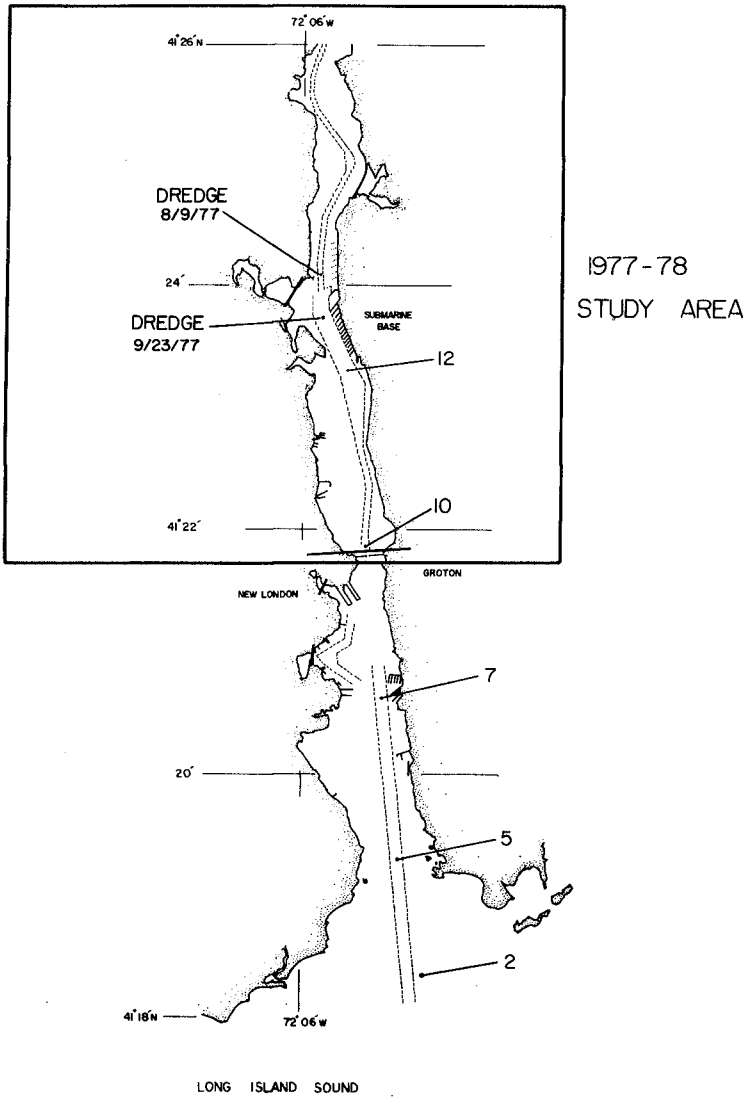 72° 06′ W
41° 26′ N
DREDGE
8/9/77
24′
1977-78
STUDY AREA
DREDGE
9/23/77
SUBMARINE
BASE
12
10
41° 22′
GROTON
NEW LONDON
7
20′
5
2
41° 18′ N
72° 06′ W
LONG ISLAND SOUND